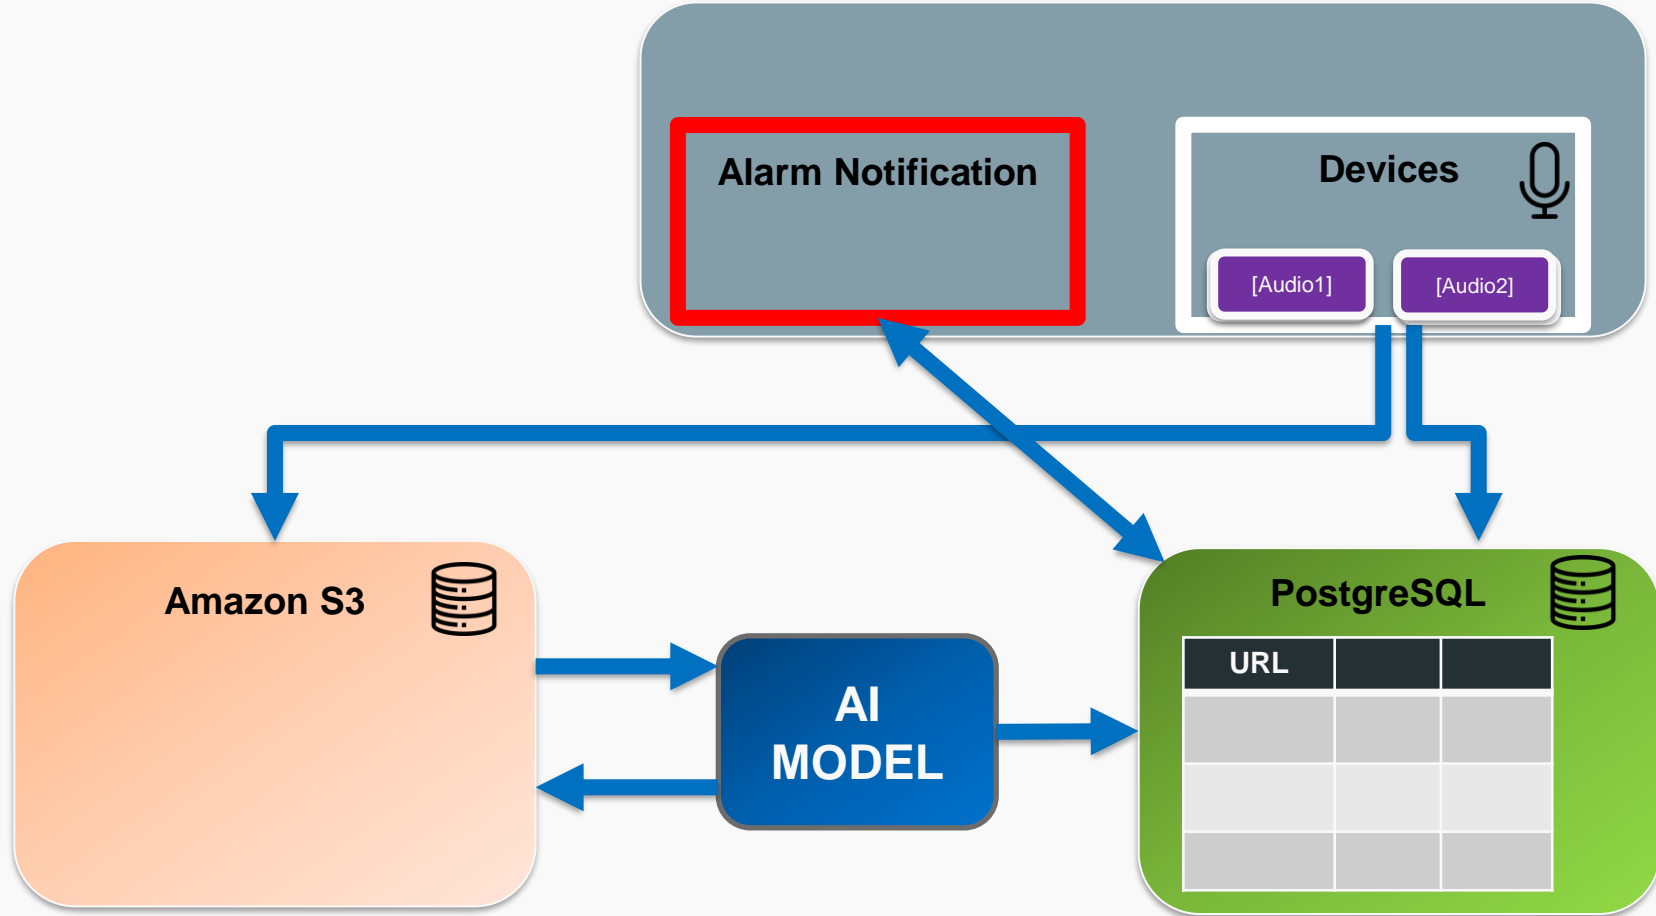 Alarm Notification
Devices
[Audio1]
[Audio2]
Amazon S3
PostgreSQL
URL
AI
MODEL